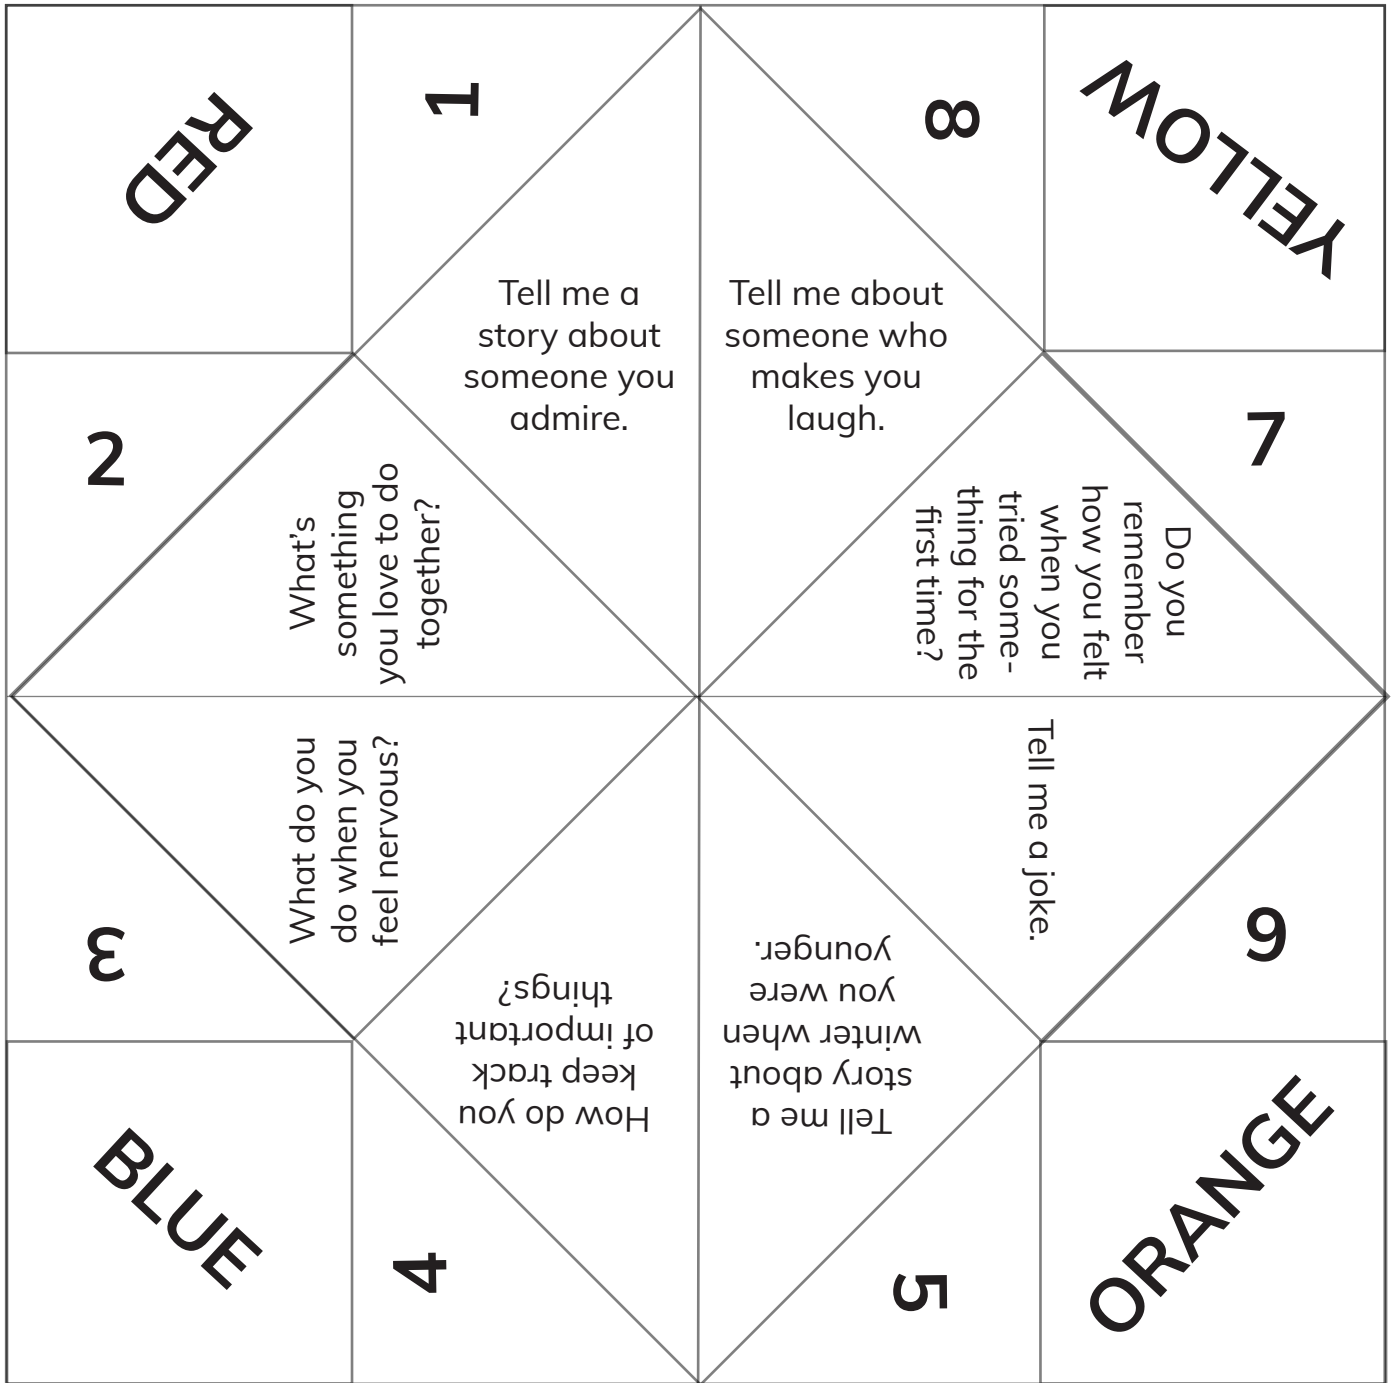 RED
1
8
YELLOW
Tell me a
story about
someone you
admire.
Tell me about
someone who
makes you
laugh.
2
What's
something
you love to do
together?
Do you
remember
how you felt
when you
tried some-
thing for the
first time?
7
3
What do you
do when you
feel nervous?
Tell me a joke.
6
How do you
keep track
of important
things?
Tell me a
story about
winter when
you were
younger.
BLUE
4
5
ORANGE